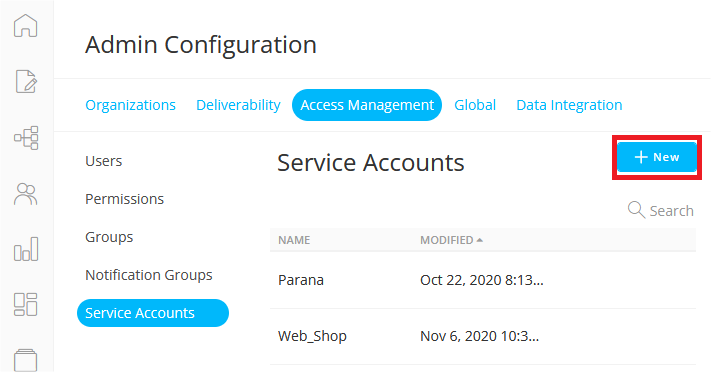 Admin Configuration
Organizations Deliverability Access Management Global Data Integration
Users
Permissions
Groups
Notification Groups
Service Accounts
Service Accounts
+ New
Search
NAME MODIFIED
Parana Oct 22, 2020 8:13...
Web_Shop Nov 6, 2020 10:3...